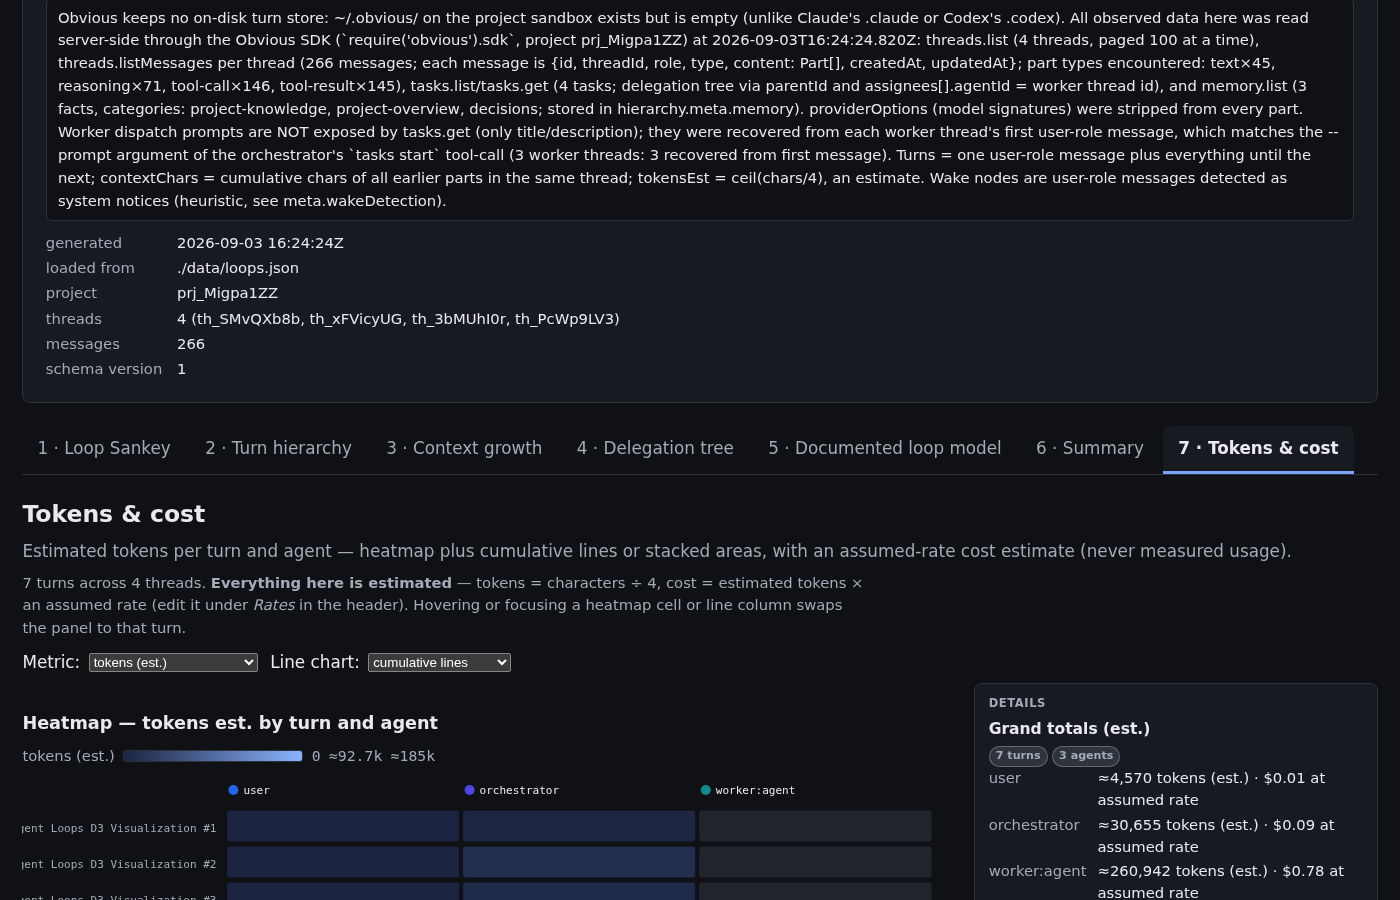 Obvious keeps no on-disk turn store: ~/.obvious/ on the project sandbox exists but is empty (unlike Claude's .claude or Codex's .codex). All observed data here was read
server-side through the Obvious SDK (`require('obvious').sdk`, project prj_Migpa1ZZ) at 2026-09-03T16:24:24.820Z: threads.list (4 threads, paged 100 at a time),
threads.listMessages per thread (266 messages; each message is {id, threadId, role, type, content: Part[], createdAt, updatedAt}; part types encountered: text×45,
reasoning×71, tool-call×146, tool-result×145), tasks.list/tasks.get (4 tasks; delegation tree via parentId and assignees[].agentId = worker thread id), and memory.list (3
facts, categories: project-knowledge, project-overview, decisions; stored in hierarchy.meta.memory). providerOptions (model signatures) were stripped from every part.
Worker dispatch prompts are NOT exposed by tasks.get (only title/description); they were recovered from each worker thread's first user-role message, which matches the --
prompt argument of the orchestrator's `tasks start` tool-call (3 worker threads: 3 recovered from first message). Turns = one user-role message plus everything until the
next; contextChars = cumulative chars of all earlier parts in the same thread; tokensEst = ceil(chars/4), an estimate. Wake nodes are user-role messages detected as
system notices (heuristic, see meta.wakeDetection).
generated 2026-09-03 16:24:24Z
loaded from ./data/loops.json
project prj_Migpa1ZZ
threads 4 (th_SMvQXb8b, th_xFVicyUG, th_3bMUhI0r, th_PcWp9LV3)
messages 266
schema version 1
1 · Loop Sankey 2 · Turn hierarchy 3 · Context growth 4 · Delegation tree 5 · Documented loop model 6 · Summary 7 · Tokens & cost
Tokens & cost
Estimated tokens per turn and agent — heatmap plus cumulative lines or stacked areas, with an assumed-rate cost estimate (never measured usage).
7 turns across 4 threads. Everything here is estimated — tokens = characters ÷ 4, cost = estimated tokens ×
an assumed rate (edit it under Rates in the header). Hovering or focusing a heatmap cell or line column swaps
the panel to that turn.
Metric: tokens (est.) Line chart: cumulative lines
Heatmap — tokens est. by turn and agent
tokens (est.) 0 ≈92.7k ≈185k
user orchestrator worker:agent
gent Loops D3 Visualization #1
gent Loops D3 Visualization #2
gent Loops D3 Visualization #3
DETAILS
Grand totals (est.)
7 turns 3 agents
user ≈4,570 tokens (est.) · $0.01 at
assumed rate
orchestrator ≈30,655 tokens (est.) · $0.09 at
assumed rate
worker:agent ≈260,942 tokens (est.) · $0.78 at
assumed rate